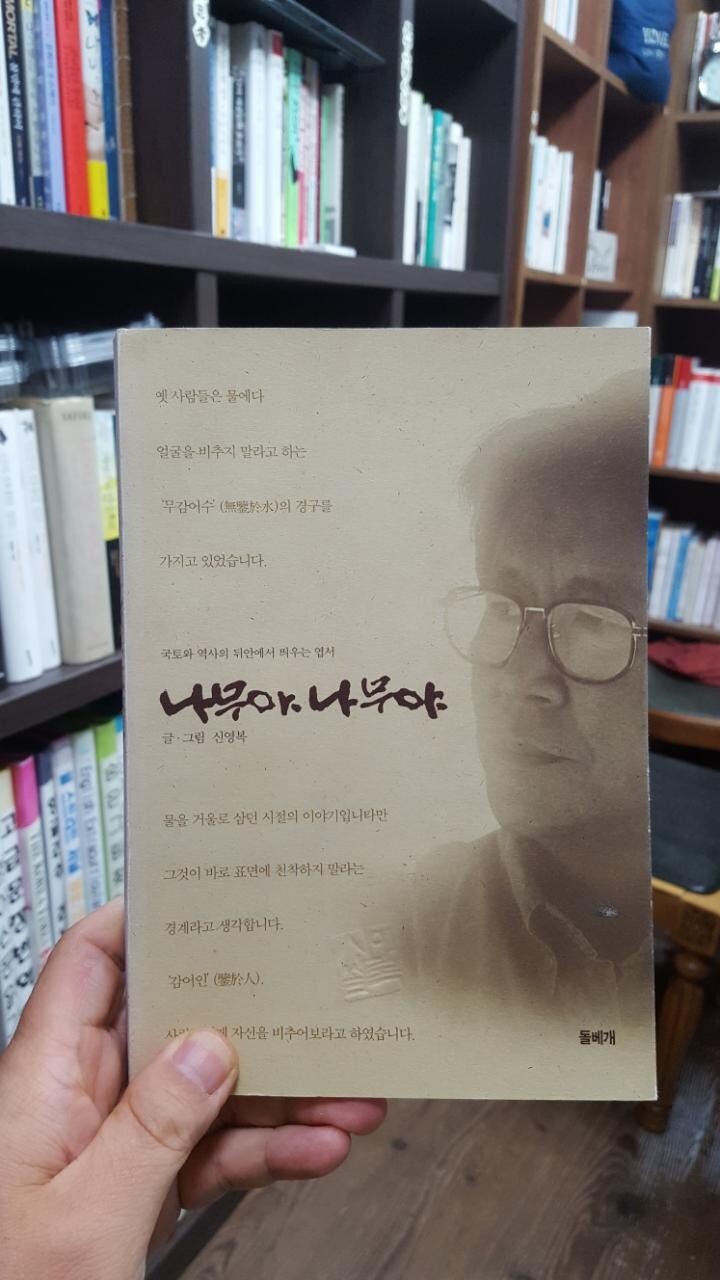 옛 사람들은 물에다
얼굴을 비추지 말라고 하는
'무감어수' (無鑒於水)의 경구를
가지고 있었습니다.
국토와 역사의 뒤안에서 띄우는 엽서
나무야 나무야
글·그림 신영복
물을 거울로 삼던 시절의 이야기입니다만
그것이 바로 표면에 천착하지 말라는
경계라고 생각합니다.
'감어인' (鑒於人).
자신을 비추어보라고 하였습니다.
돌베개